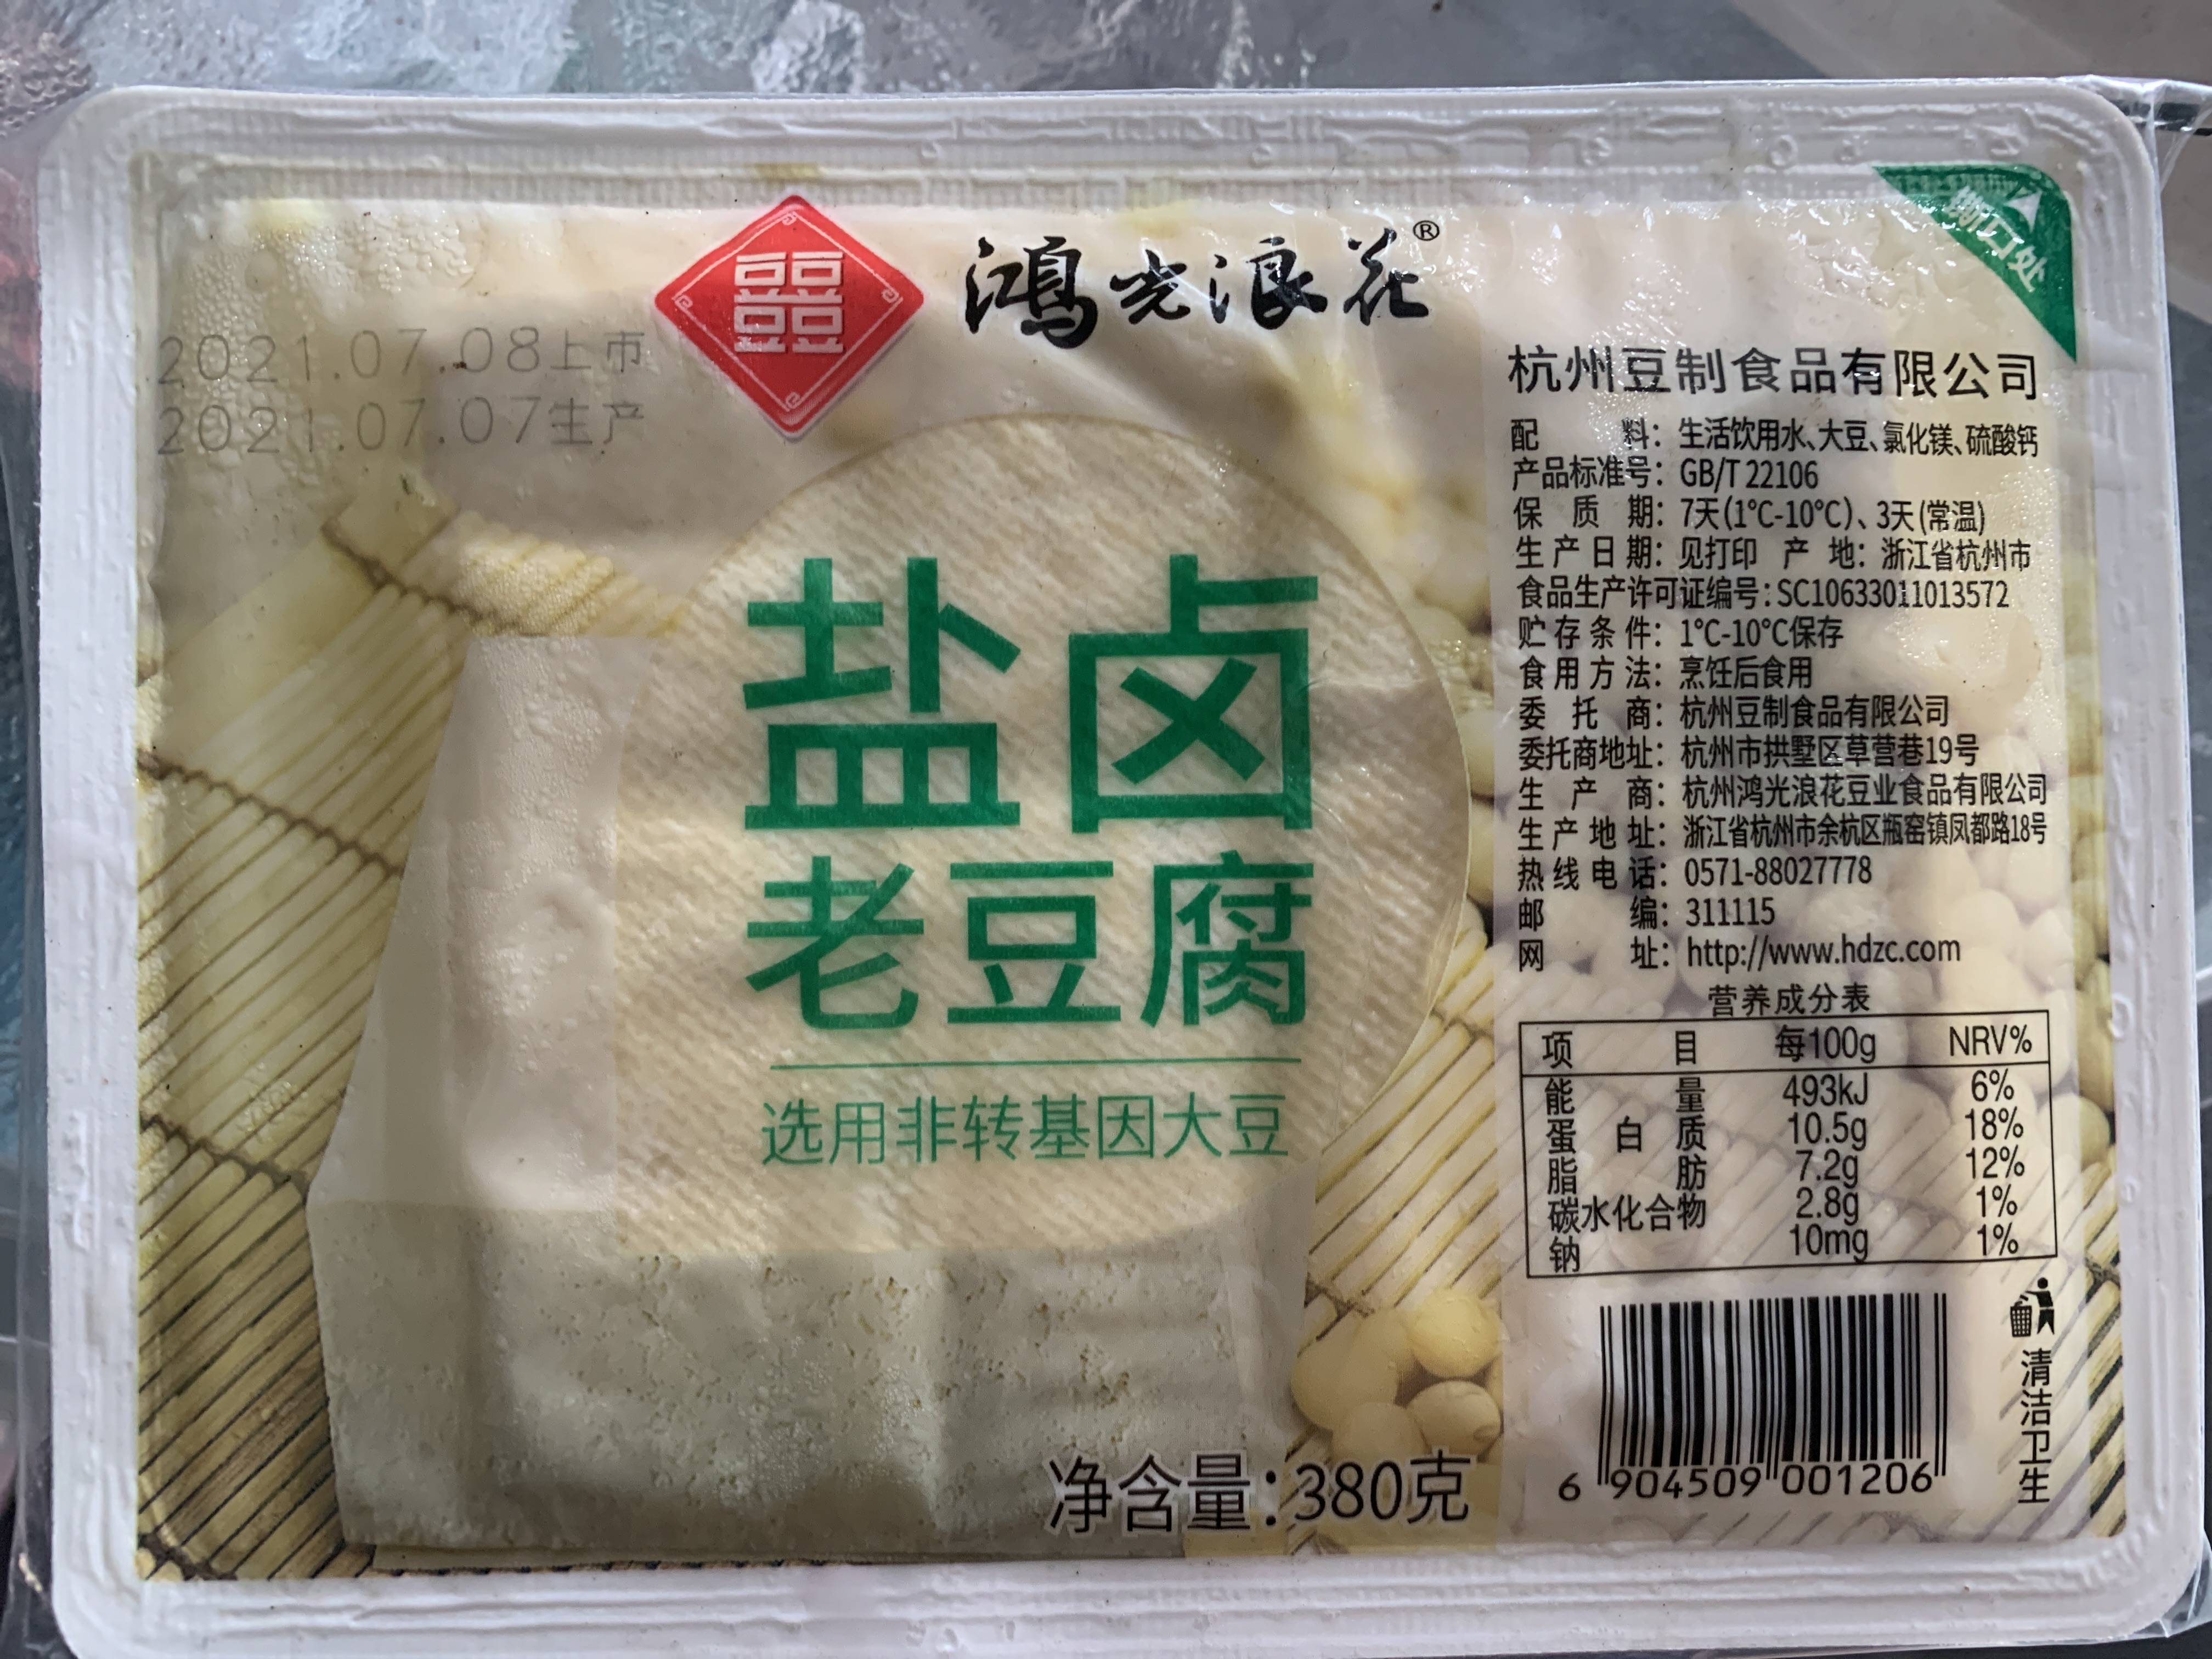 鴻光浪花®
撕口处
2021.07.08上市
2021.07.07生产
盐卤
老豆腐
选用非转基因大豆
净含量:380克
杭州豆制食品有限公司
配料：生活饮用水、大豆、氯化镁、硫酸钙
产品标准号：GB/T 22106
保质期：7天(1℃-10℃)、3天(常温)
生产日期：见打印 产地：浙江省杭州市
食品生产许可证编号：SC10633011013572
贮存条件：1℃-10℃保存
食用方法：烹饪后食用
委托商：杭州豆制食品有限公司
委托商地址：杭州市拱墅区草营巷19号
生产商：杭州鸿光浪花豆业食品有限公司
生产地址：浙江省杭州市余杭区瓶窑镇凤都路18号
热线电话：0571-88027778
邮编：311115
网址：http://www.hdzc.com
营养成分表
项目 每100g NRV%
能量 493kJ 6%
蛋白质 10.5g 18%
脂肪 7.2g 12%
碳水化合物 2.8g 1%
钠 10mg 1%
6 904509 001206
清洁卫生